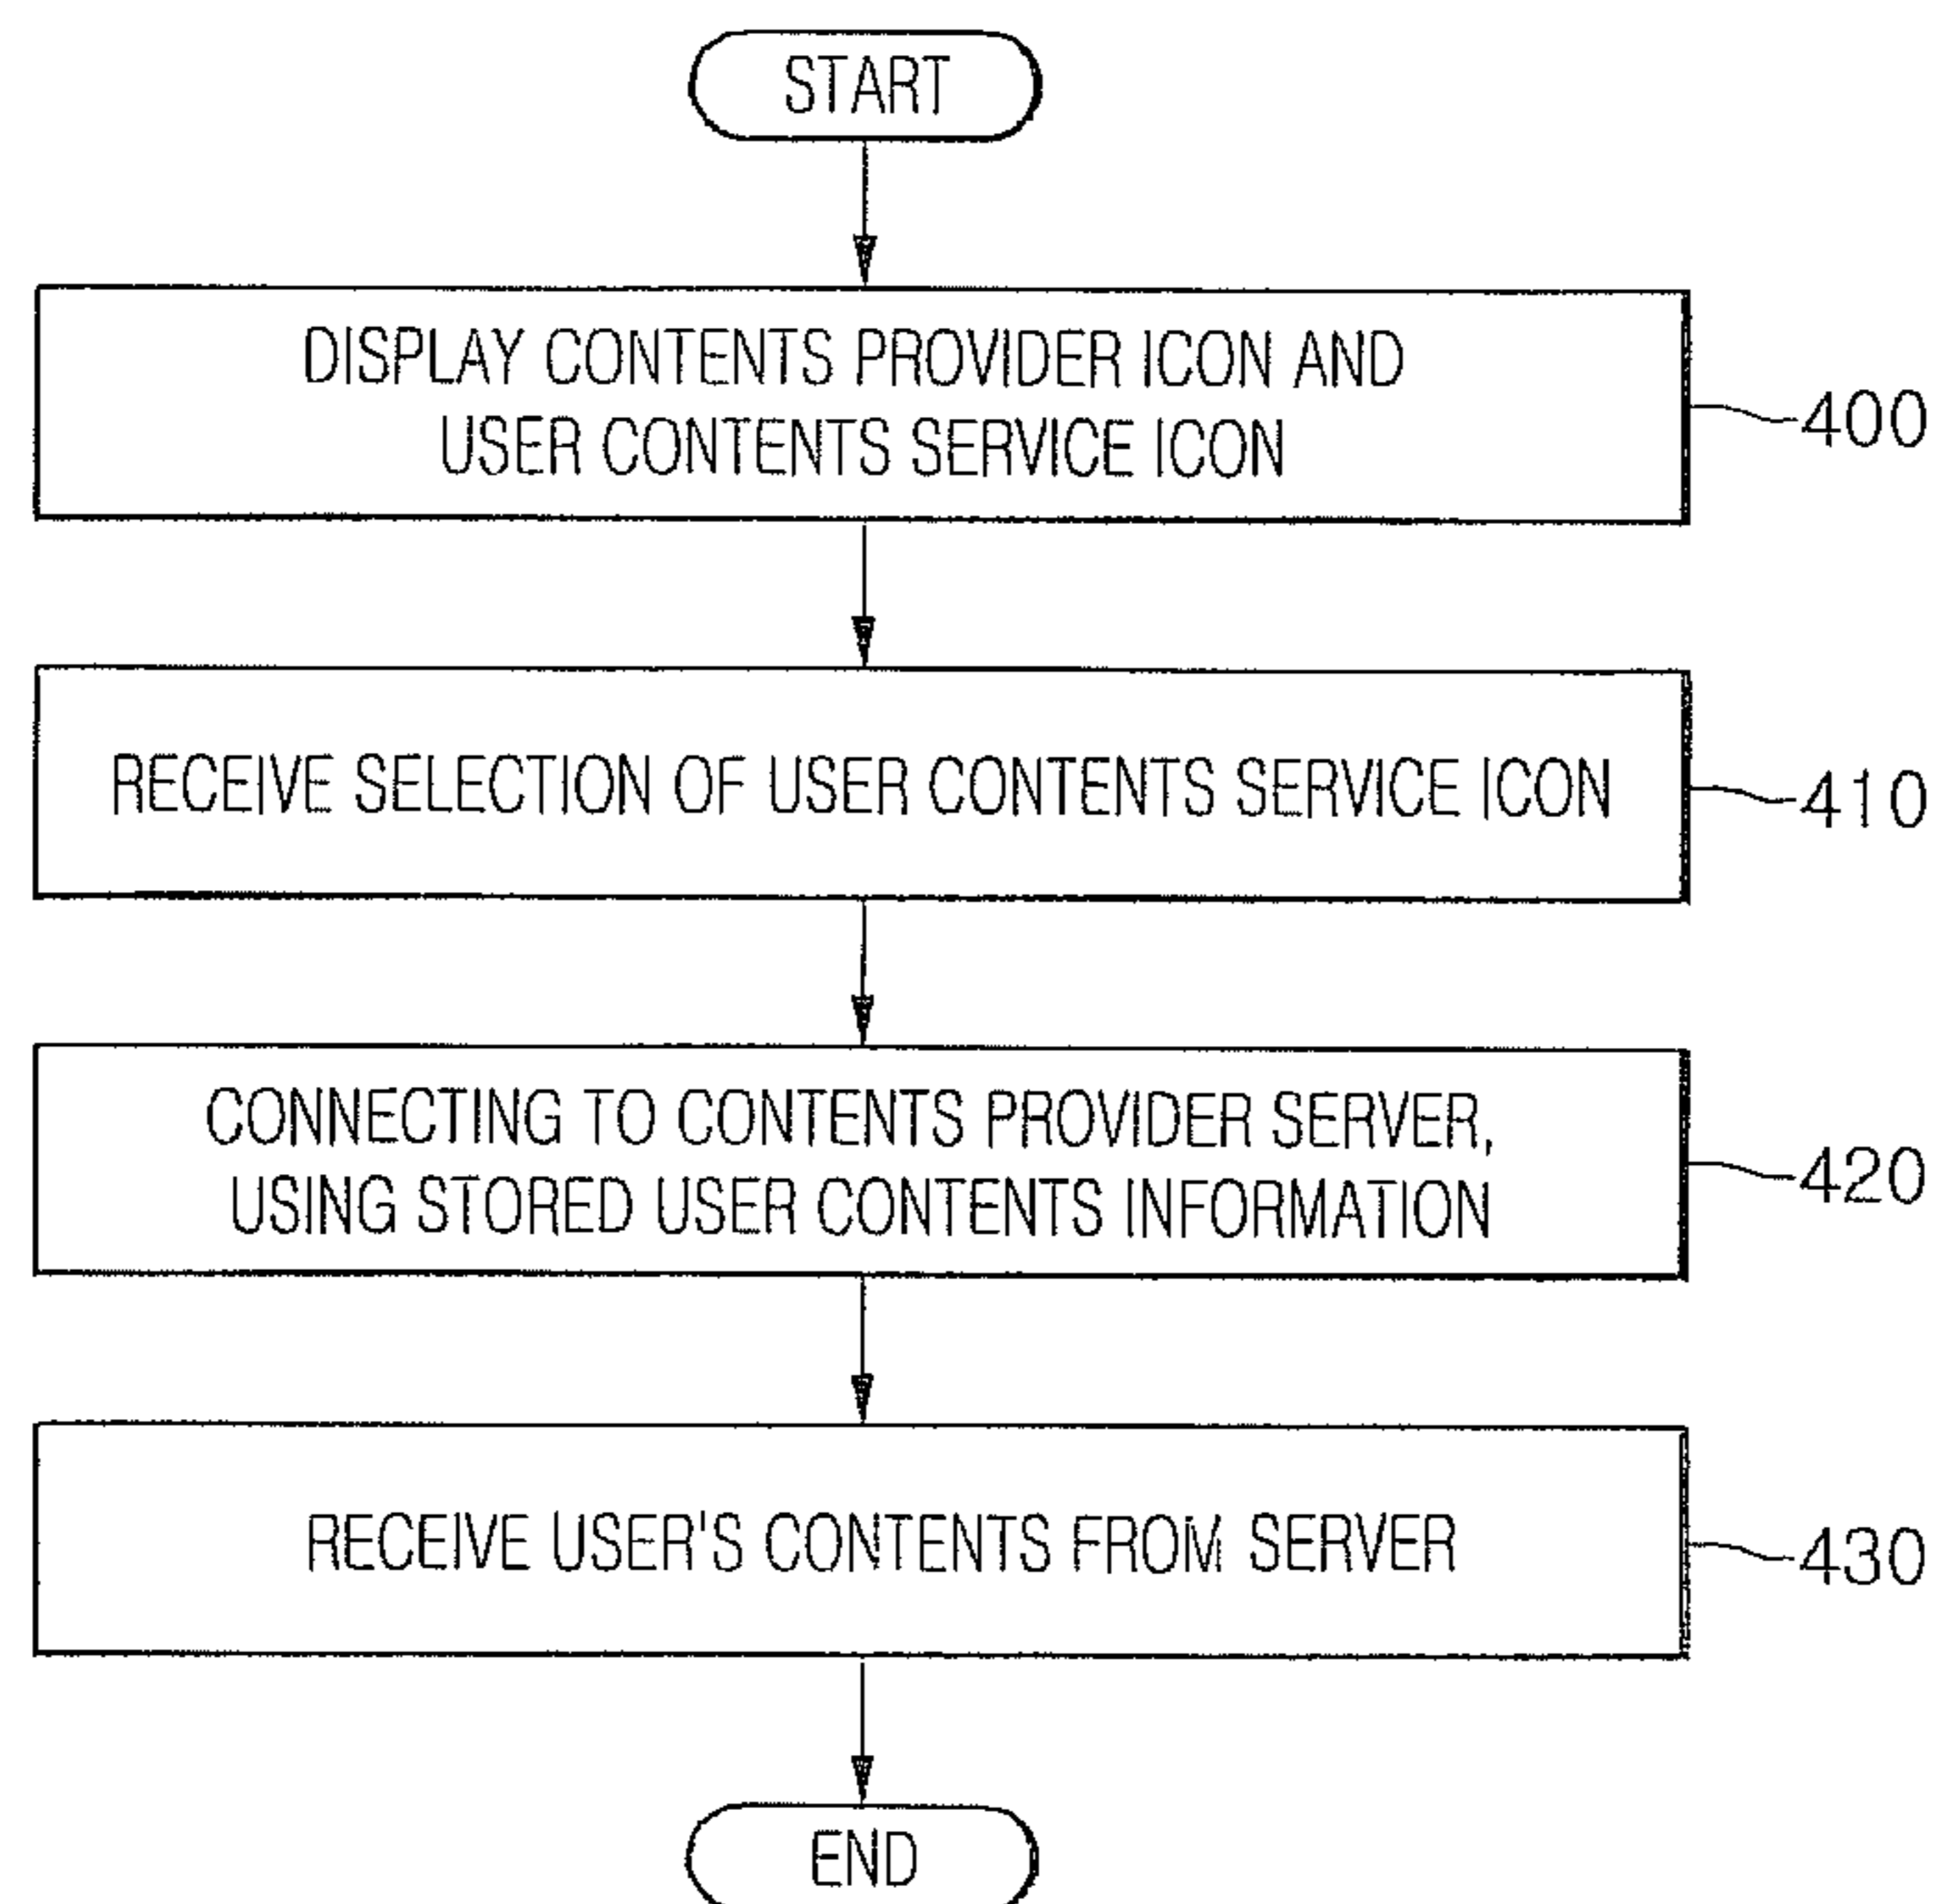 START
DISPLAY CONTENTS PROVIDER ICON AND
USER CONTENTS SERVICE ICON
400
RECEIVE SELECTION OF USER CONTENTS SERVICE ICON
410
CONNECTING TO CONTENTS PROVIDER SERVER,
USING STORED USER CONTENTS INFORMATION
420
RECEIVE USER'S CONTENTS FROM SERVER
430
END